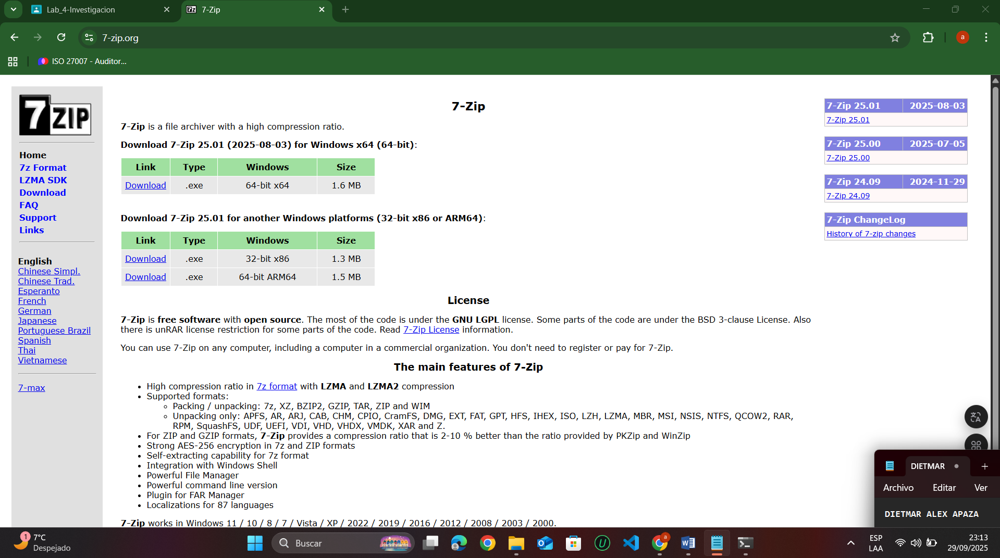 Lab_4-Investigacion
7-Zip
7-zip.org
a
ISO 27007 - Auditor...
7ZIP
Home
7z Format
LZMA SDK
Download
FAQ
Support
Links
English
Chinese Simpl.
Chinese Trad.
Esperanto
French
German
Japanese
Portuguese Brazil
Spanish
Thai
Vietnamese
7-max
7-Zip
7-Zip is a file archiver with a high compression ratio.
Download 7-Zip 25.01 (2025-08-03) for Windows x64 (64-bit):
Link Type Windows Size
Download .exe 64-bit x64 1.6 MB
Download 7-Zip 25.01 for another Windows platforms (32-bit x86 or ARM64):
Link Type Windows Size
Download .exe 32-bit x86 1.3 MB
Download .exe 64-bit ARM64 1.5 MB
License
7-Zip is free software with open source. The most of the code is under the GNU LGPL license. Some parts of the code are under the BSD 3-clause License. Also
there is unRAR license restriction for some parts of the code. Read 7-Zip License information.
You can use 7-Zip on any computer, including a computer in a commercial organization. You don't need to register or pay for 7-Zip.
The main features of 7-Zip
High compression ratio in 7z format with LZMA and LZMA2 compression
Supported formats:
Packing / unpacking: 7z, XZ, BZIP2, GZIP, TAR, ZIP and WIM
Unpacking only: APFS, AR, ARJ, CAB, CHM, CPIO, CramFS, DMG, EXT, FAT, GPT, HFS, IHEX, ISO, LZH, LZMA, MBR, MSI, NSIS, NTFS, QCOW2, RAR,
RPM, SquashFS, UDF, UEFI, VDI, VHD, VHDX, VMDK, XAR and Z.
For ZIP and GZIP formats, 7-Zip provides a compression ratio that is 2-10 % better than the ratio provided by PKZip and WinZip
Strong AES-256 encryption in 7z and ZIP formats
Self-extracting capability for 7z format
Integration with Windows Shell
Powerful File Manager
Powerful command line version
Plugin for FAR Manager
Localizations for 87 languages
7-Zip works in Windows 11 / 10 / 8 / 7 / Vista / XP / 2022 / 2019 / 2016 / 2012 / 2008 / 2003 / 2000.
7-Zip 25.01 2025-08-03
7-Zip 25.01
7-Zip 25.00 2025-07-05
7-Zip 25.00
7-Zip 24.09 2024-11-29
7-Zip 24.09
7-Zip ChangeLog
History of 7-zip changes
DIETMAR
Archivo Editar Ver
DIETMAR ALEX APAZA
1
7°C
Despejado
Buscar
a
ESP
LAA
23:13
29/09/2025